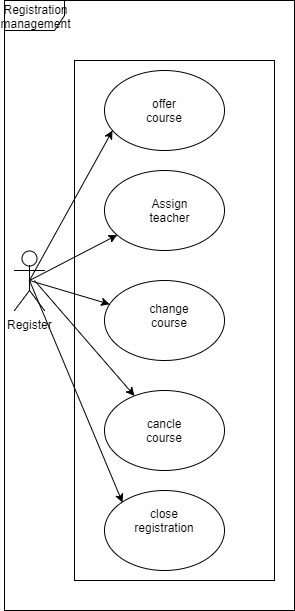 Registration
management
offer
course
Assign
teacher
change
course
Register
cancle
course
close
registration